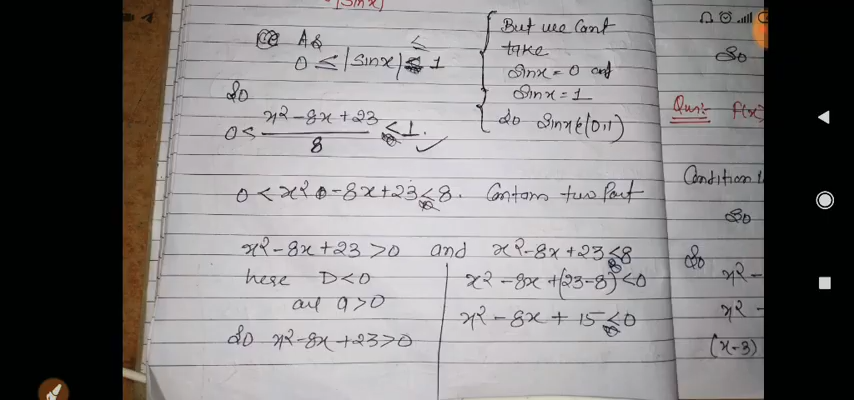 |sinx|
As
0 ≤ |sinx| ≤ 1
So
0 < x² - 8x + 23 / 8 < 1.
0 < x² - 8x + 23 < 8. Contains two Part
x² - 8x + 23 > 0 and x² - 8x + 23 < 8
here D < 0
and a > 0
So x² - 8x + 23 > 0
x² - 8x + (23 - 8) < 0
x² - 8x + 15 < 0
But we Cant
take
Sinx = 0 and
Sinx = 1
So Sinx ∈ (0,1)
So
Ques: f(x)
Condition 1
So
So
x² -
x² -
(x-3)